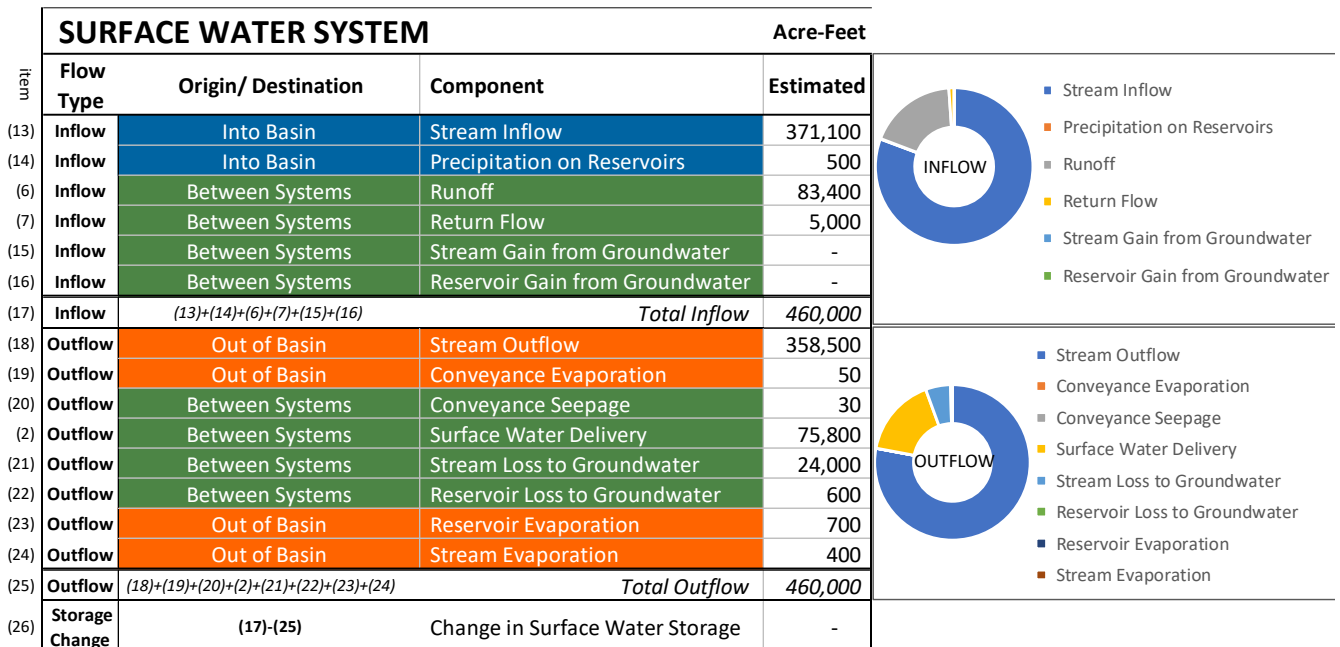 SURFACE WATER SYSTEM Acre-Feet
item Flow Type Origin/ Destination Component Estimated
(13) Inflow Into Basin Stream Inflow 371,100
(14) Inflow Into Basin Precipitation on Reservoirs 500
(6) Inflow Between Systems Runoff 83,400
(7) Inflow Between Systems Return Flow 5,000
(15) Inflow Between Systems Stream Gain from Groundwater -
(16) Inflow Between Systems Reservoir Gain from Groundwater -
(17) Inflow (13)+(14)+(6)+(7)+(15)+(16) Total Inflow 460,000
(18) Outflow Out of Basin Stream Outflow 358,500
(19) Outflow Out of Basin Conveyance Evaporation 50
(20) Outflow Between Systems Conveyance Seepage 30
(2) Outflow Between Systems Surface Water Delivery 75,800
(21) Outflow Between Systems Stream Loss to Groundwater 24,000
(22) Outflow Between Systems Reservoir Loss to Groundwater 600
(23) Outflow Out of Basin Reservoir Evaporation 700
(24) Outflow Out of Basin Stream Evaporation 400
(25) Outflow (18)+(19)+(20)+(2)+(21)+(22)+(23)+(24) Total Outflow 460,000
(26) Storage Change (17)-(25) Change in Surface Water Storage -
INFLOW
Stream Inflow
Precipitation on Reservoirs
Runoff
Return Flow
Stream Gain from Groundwater
Reservoir Gain from Groundwater
OUTFLOW
Stream Outflow
Conveyance Evaporation
Conveyance Seepage
Surface Water Delivery
Stream Loss to Groundwater
Reservoir Loss to Groundwater
Reservoir Evaporation
Stream Evaporation